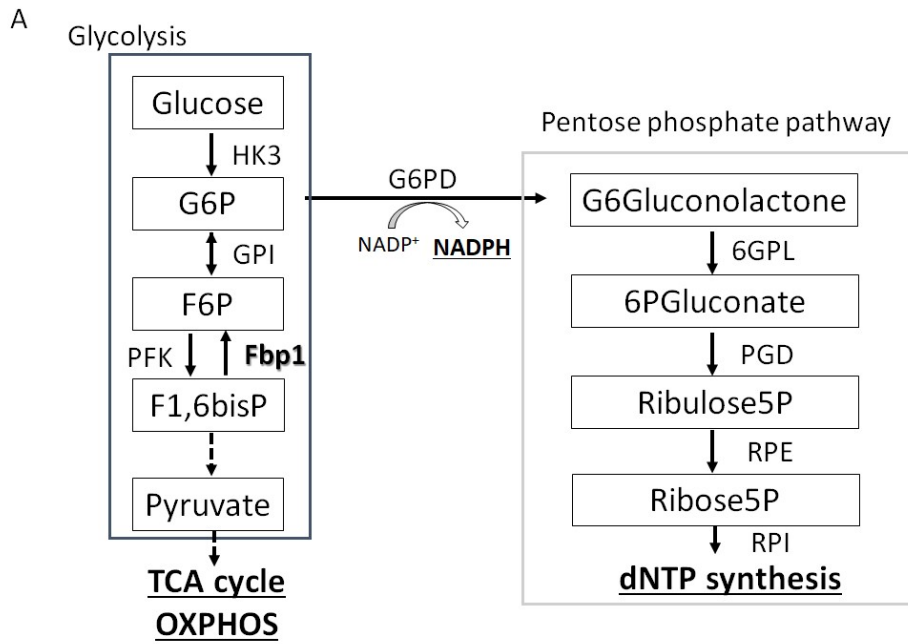 A
Glycolysis
Glucose
HK3
G6P
GPI
F6P
PFK
Fbp1
F1,6bisP
Pyruvate
TCA cycle
OXPHOS
G6PD
NADP+ NADPH
Pentose phosphate pathway
G6Gluconolactone
6GPL
6PGluconate
PGD
Ribulose5P
RPE
Ribose5P
RPI
dNTP synthesis